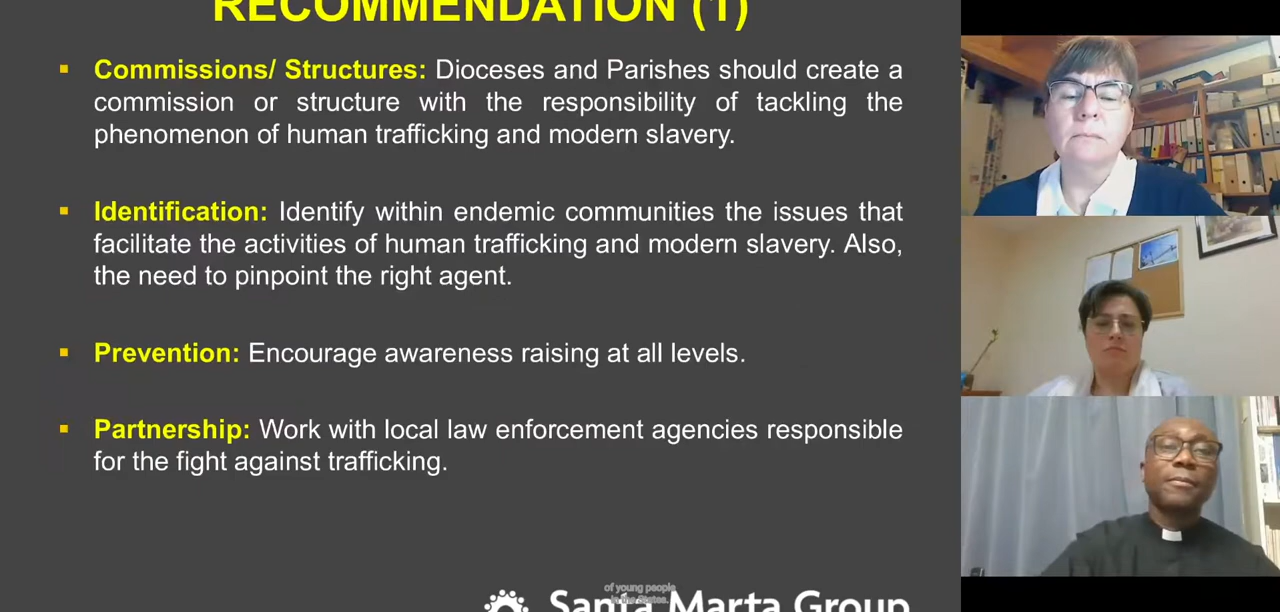 RECOMMENDATION (1)
▪ Commissions/ Structures: Dioceses and Parishes should create a
commission or structure with the responsibility of tackling the
phenomenon of human trafficking and modern slavery.
▪ Identification: Identify within endemic communities the issues that
facilitate the activities of human trafficking and modern slavery. Also,
the need to pinpoint the right agent.
▪ Prevention: Encourage awareness raising at all levels.
▪ Partnership: Work with local law enforcement agencies responsible
for the fight against trafficking.
of young people
in the States.
Santa Marta Group